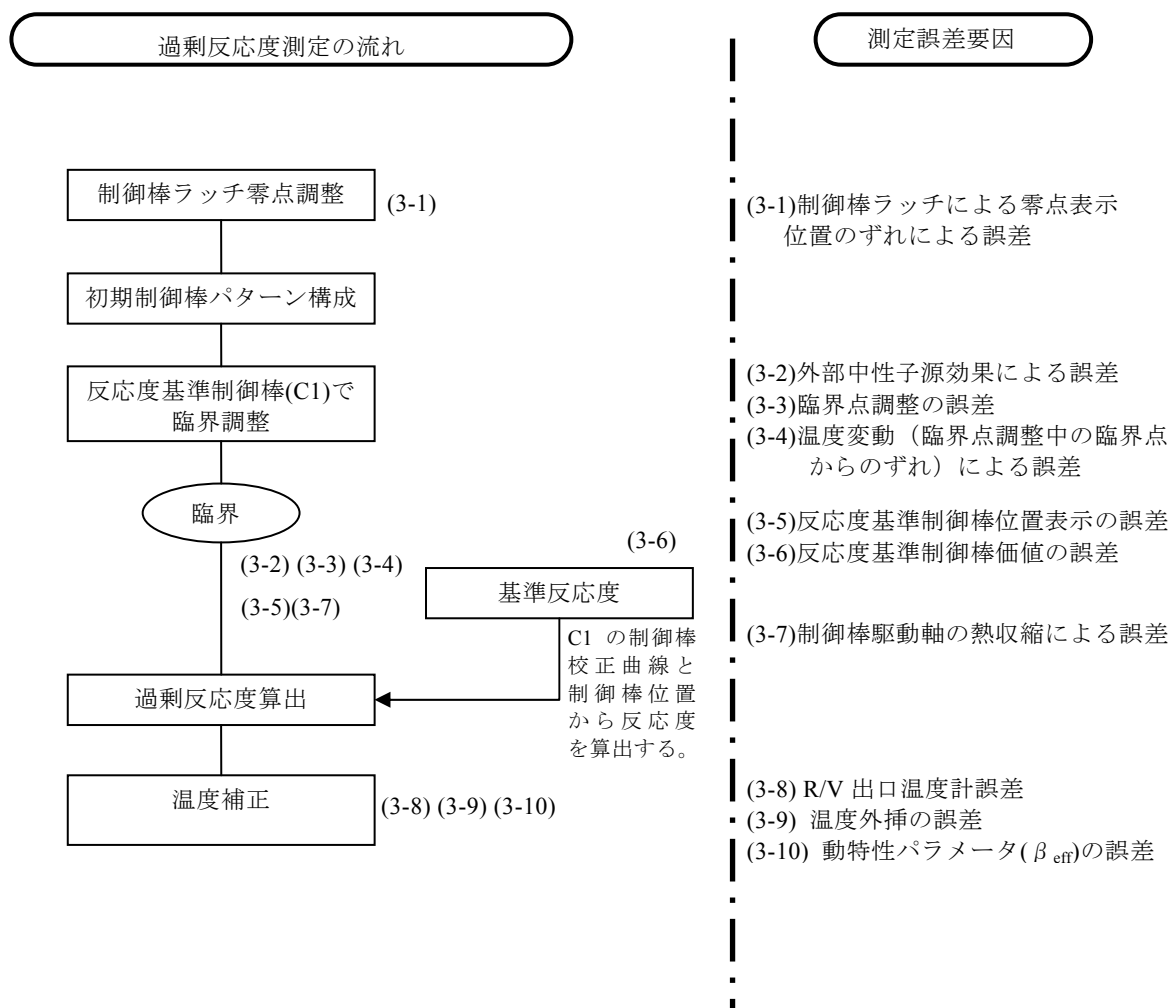 過剰反応度測定の流れ
測定誤差要因
制御棒ラッチ零点調整
(3-1)
初期制御棒パターン構成
反応度基準制御棒(C1)で
臨界調整
臨界
(3-2) (3-3) (3-4)
(3-5)(3-7)
(3-6)
基準反応度
C1 の制御棒
校正曲線と
制御棒位置
から反応度
を算出する。
過剰反応度算出
温度補正
(3-8) (3-9) (3-10)
(3-1)制御棒ラッチによる零点表示
位置のずれによる誤差
(3-2)外部中性子源効果による誤差
(3-3)臨界点調整の誤差
(3-4)温度変動（臨界点調整中の臨界点
からのずれ）による誤差
(3-5)反応度基準制御棒位置表示の誤差
(3-6)反応度基準制御棒価値の誤差
(3-7)制御棒駆動軸の熱収縮による誤差
(3-8) R/V 出口温度計誤差
(3-9) 温度外挿の誤差
(3-10) 動特性パラメータ(βeff)の誤差